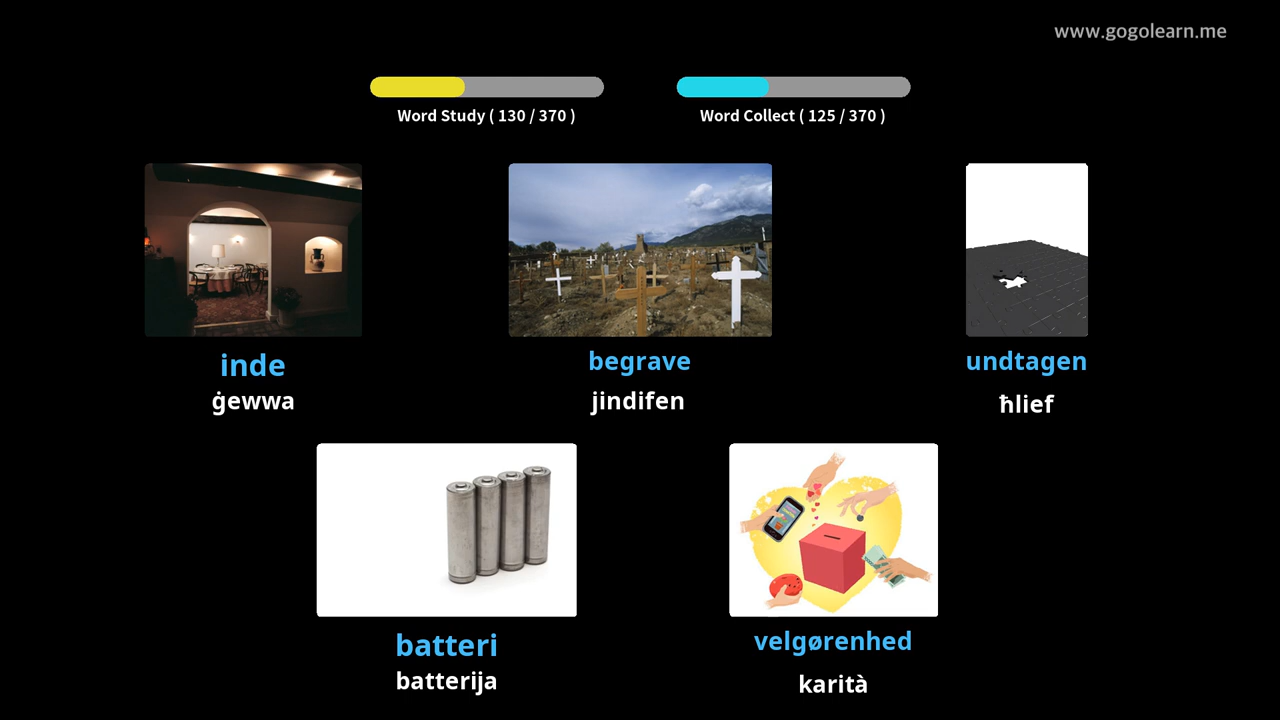 www.gogolearn.me
Word Study ( 130 / 370 )
Word Collect ( 125 / 370 )
inde
ġewwa
begrave
jindifen
undtagen
ħlief
batteri
batterija
velgørenhed
karità